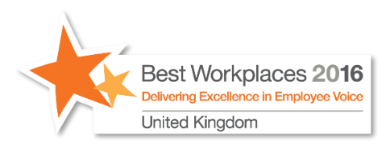 Best Workplaces 2016
Delivering Excellence in Employee Voice
United Kingdom